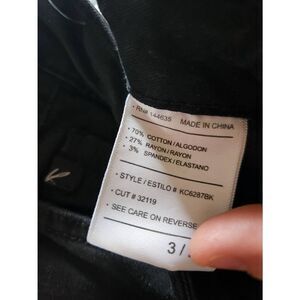 · RN# 144635 MADE IN CHINA
· 70% COTTON/ALGODON
· 27% RAYON/RAYON
· 3% SPANDEX/ELASTANO
· STYLE/ESTILO # KC6287BK
· CUT # 32119
· SEE CARE ON REVERSE
3 /